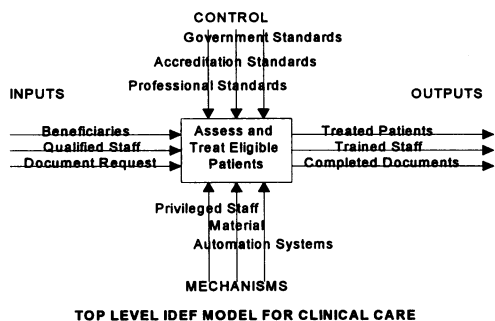 CONTROL
Government Standards
Accreditation Standards
Professional Standards
INPUTS
OUTPUTS
Beneficiaries
Qualified Staff
Document Request
Assess and
Treat Eligible
Patients
Treated Patients
Trained Staff
Completed Documents
Privileged Staff
Material
Automation Systems
MECHANISMS
TOP LEVEL IDEF MODEL FOR CLINICAL CARE